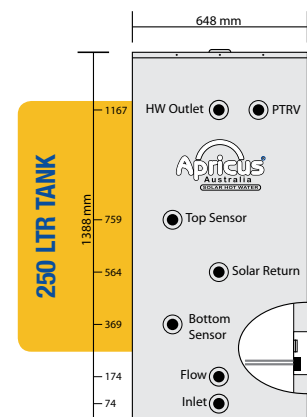 648 mm
1167
HW Outlet
PTRV
Apricus
Australia
SOLAR HOT WATER
250 LTR TANK
1388 mm
759
Top Sensor
564
Solar Return
369
Bottom
Sensor
174
Flow
74
Inlet